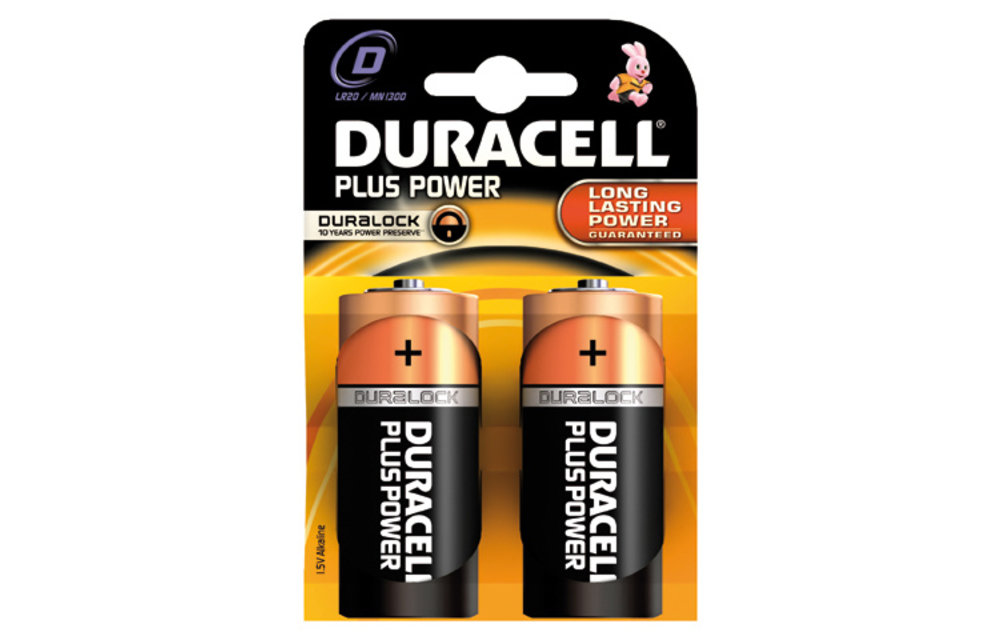 D
LR20 / MN1300
DURACELL®
PLUS POWER
DURALOCK
10 YEARS POWER PRESERVE™
LONG
LASTING
POWER
GUARANTEED
+
DURALOCK
DURACELL
PLUS POWER
+
DURALOCK
DURACELL
PLUS POWER
1.5V Alkaline